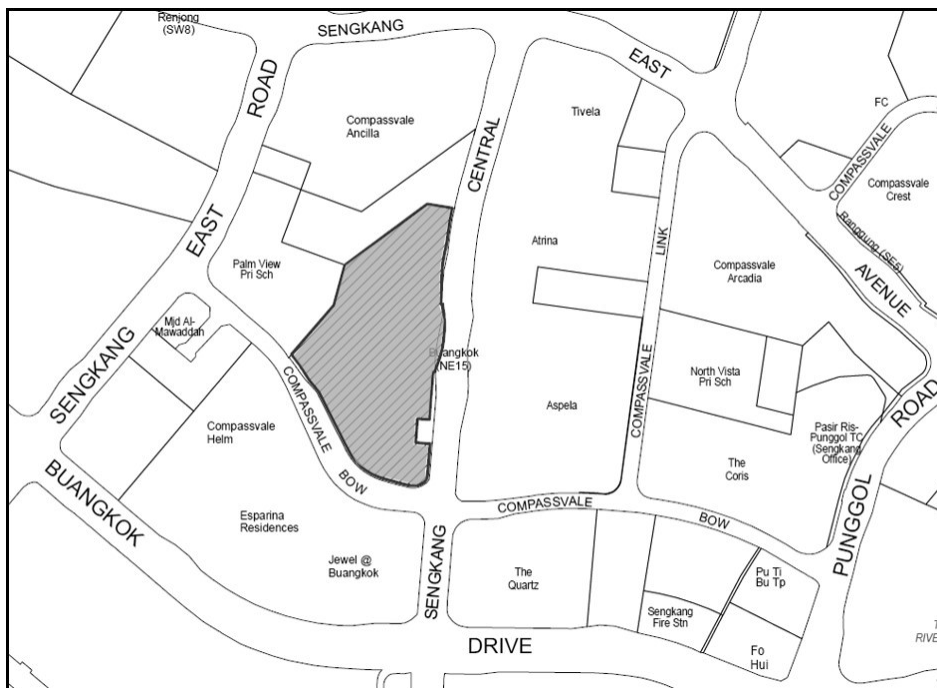 Renjong
(SW8)
SENGKANG
EAST
ROAD
Compassvale
Ancilla
CENTRAL
Tivela
FC
COMPASSVALE
Compassvale
Crest
Ranggung (SE5)
EAST
Palm View
Pri Sch
Atrina
LINK
Compassvale
Arcadia
AVENUE
Mjd Al-
Mawaddah
SENGKANG
Buangkok
(NE15)
COMPASSVALE
North Vista
Pri Sch
ROAD
COMPASSVALE
Compassvale
Helm
Aspela
Pasir Ris-
Punggol TC
(Sengkang
Office)
The
Coris
BUANGKOK
BOW
COMPASSVALE
BOW
Esparina
Residences
Jewel @
Buangkok
SENGKANG
The
Quartz
PUNGGOL
Pu Ti
Bu Tp
Sengkang
Fire Stn
DRIVE
Fo
Hui
RIVE